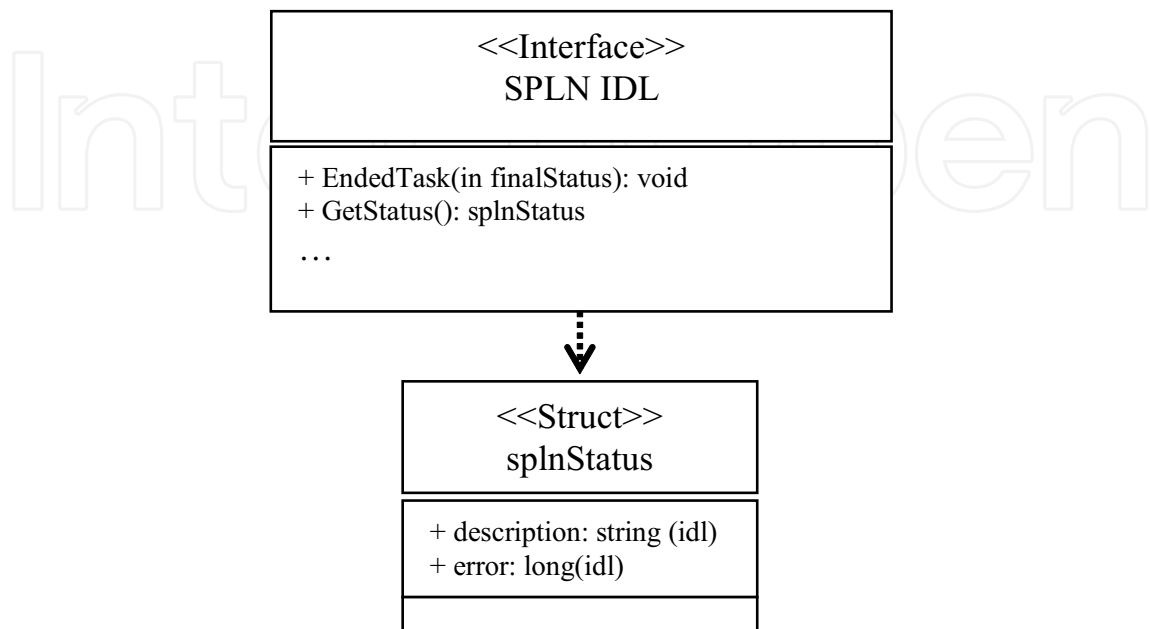 <<Interface>>
SPLN IDL
+ EndedTask(in finalStatus): void
+ GetStatus(): splnStatus
…
<<Struct>>
splnStatus
+ description: string (idl)
+ error: long(idl)